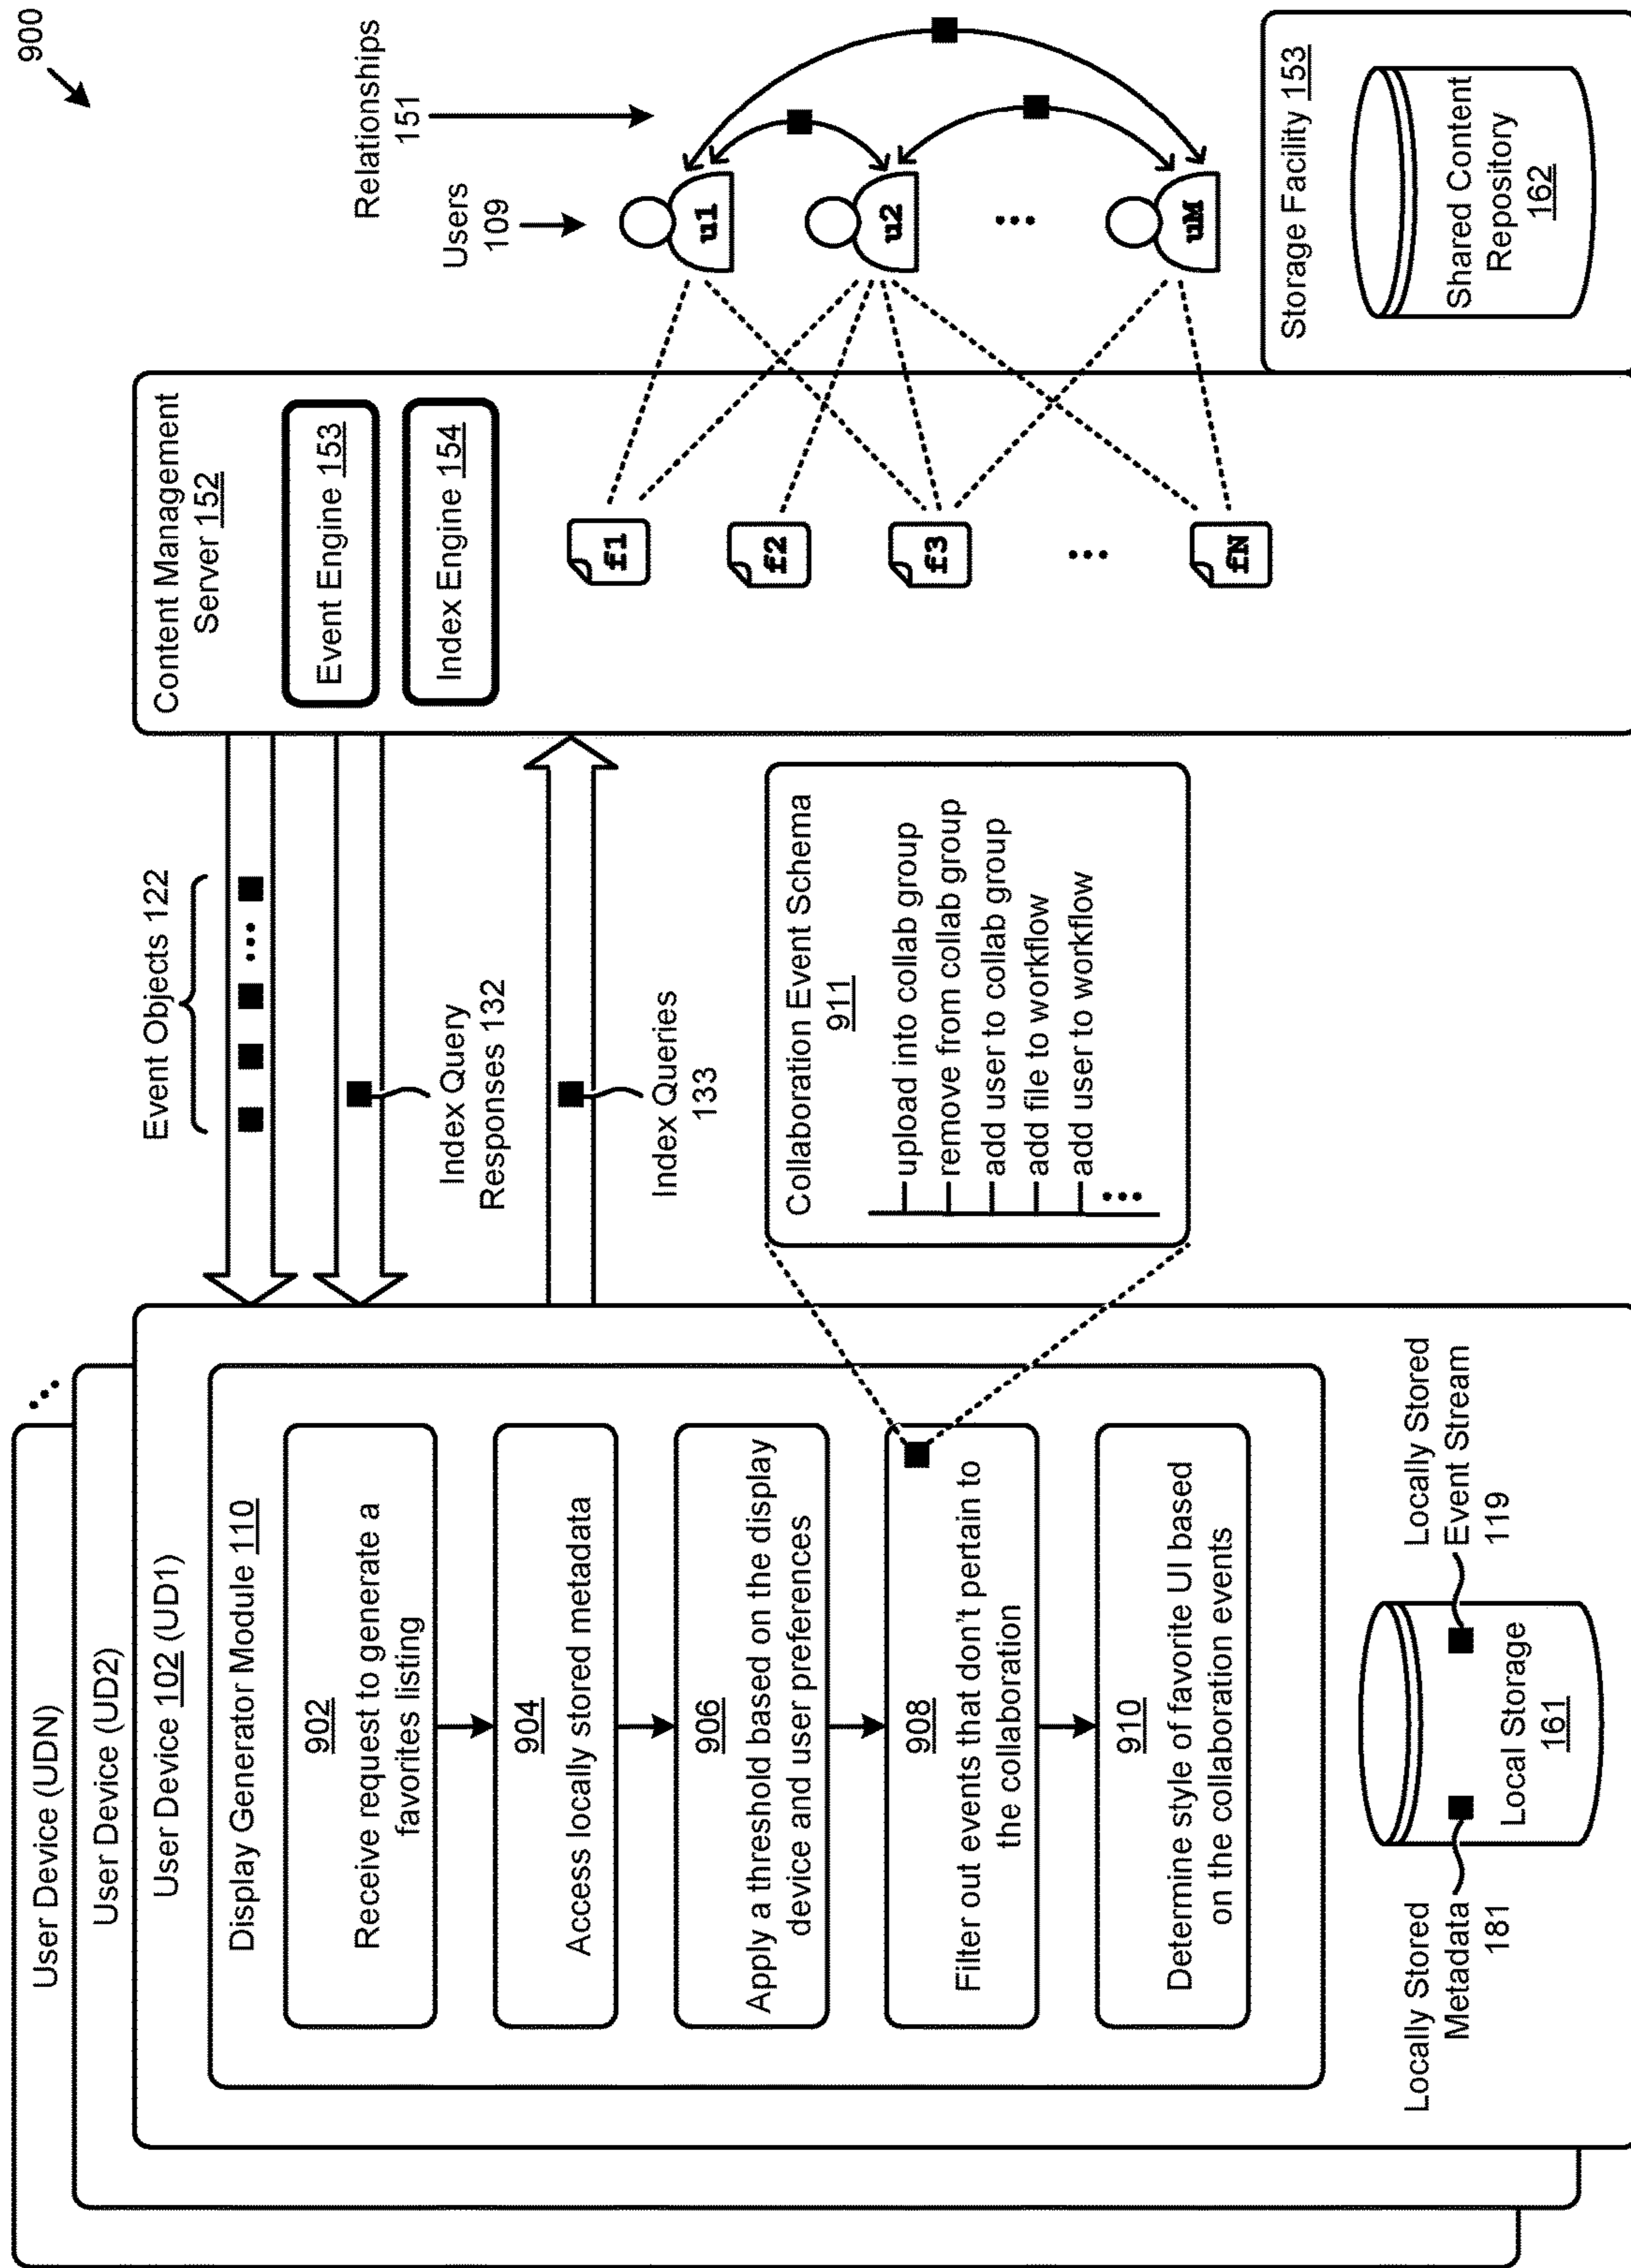 900
User Device (UDN)
User Device (UD2)
User Device 102 (UD1)
Display Generator Module 110
902
Receive request to generate a
favorites listing
904
Access locally stored metadata
906
Apply a threshold based on the display
device and user preferences
908
Filter out events that don't pertain to
the collaboration
910
Determine style of favorite UI based
on the collaboration events
Locally Stored
Metadata
181
Local Storage
161
Locally Stored
Event Stream
119
Event Objects 122
Index Query
Responses 132
Index Queries
133
Collaboration Event Schema
911
upload into collab group
remove from collab group
add user to collab group
add file to workflow
add user to workflow
Content Management
Server 152
Event Engine 153
Index Engine 154
f1
f2
f3
fN
Relationships
151
Users
109
u1
u2
uM
Storage Facility 153
Shared Content
Repository
162